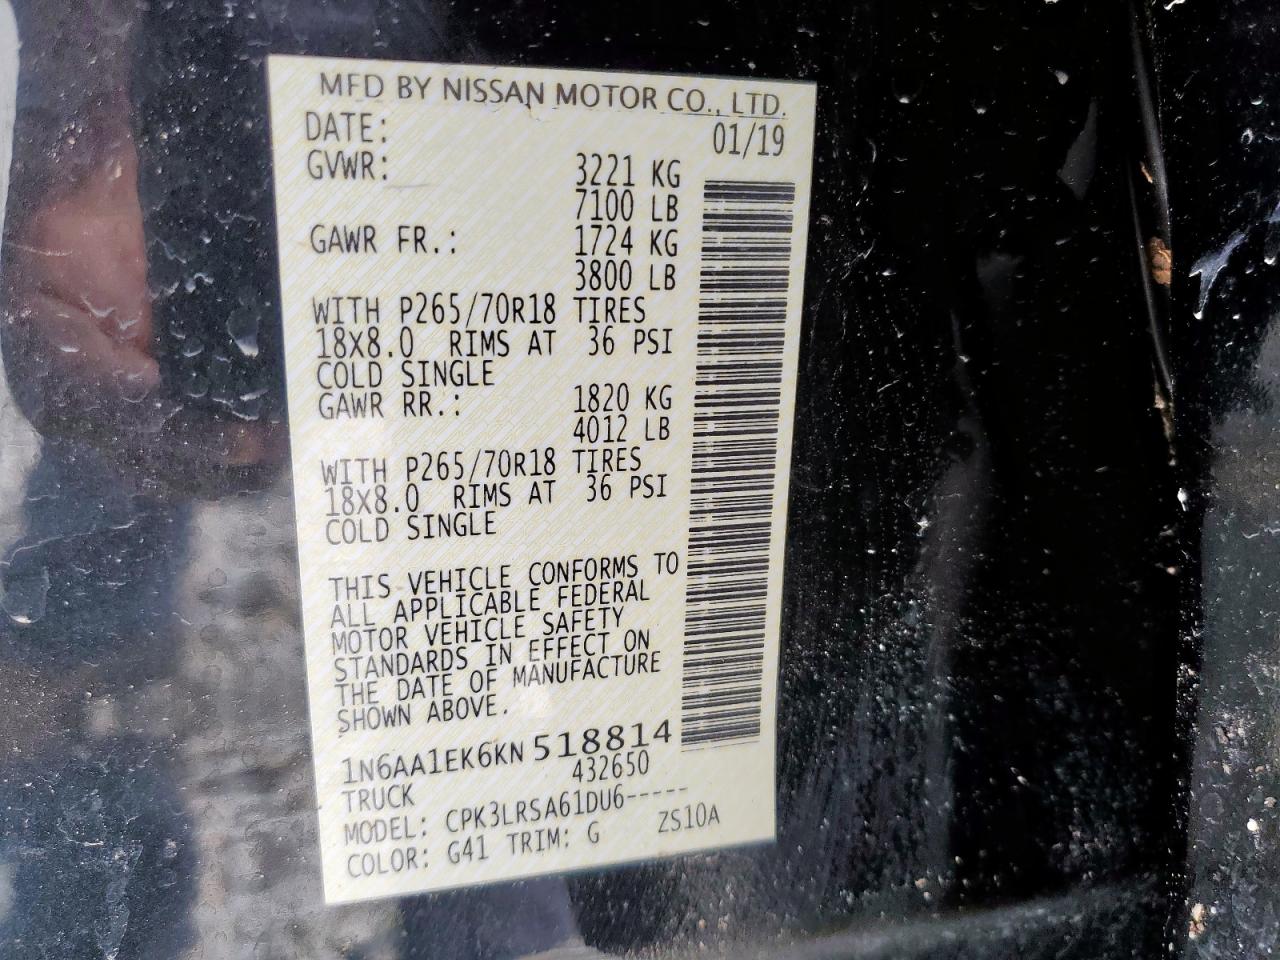 MFD BY NISSAN MOTOR CO., LTD.
DATE: 01/19
GVWR: 3221 KG
7100 LB
GAWR FR.: 1724 KG
3800 LB
WITH P265/70R18 TIRES
18X8.0 RIMS AT 36 PSI
COLD SINGLE
GAWR RR.: 1820 KG
4012 LB
WITH P265/70R18 TIRES
18X8.0 RIMS AT 36 PSI
COLD SINGLE
THIS VEHICLE CONFORMS TO
ALL APPLICABLE FEDERAL
MOTOR VEHICLE SAFETY
STANDARDS IN EFFECT ON
THE DATE OF MANUFACTURE
SHOWN ABOVE.
1N6AA1EK6KN518814
432650
TRUCK
MODEL: CPK3LRSA61DU6-----
COLOR: G41 TRIM: G ZS10A